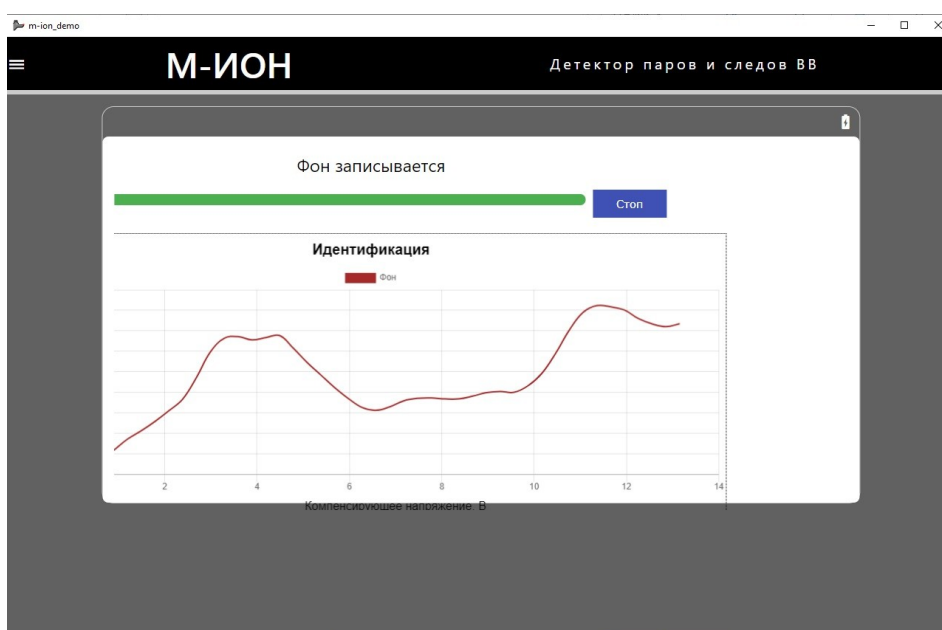 m-ion_demo
М-ИОН
Детектор паров и следов ВВ
Фон записывается
Стоп
Идентификация
Фон
2 4 6 8 10 12 14
Компенсирующее напряжение. В